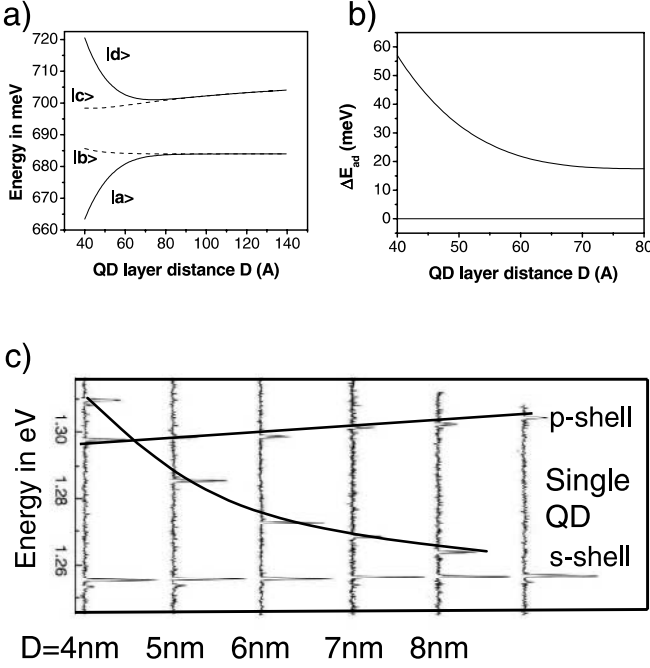 a)
720
710
700
690
680
670
660
40 60 80 100 120 140
Energy in meV
QD layer distance D (A)
|d>
|c>
|b>
|a>
b)
60
50
40
30
20
10
0
40 50 60 70 80
ΔE_ad (meV)
QD layer distance D (A)
c)
Energy in eV
1.30
1.28
1.26
p-shell
Single
QD
s-shell
D=4nm 5nm 6nm 7nm 8nm